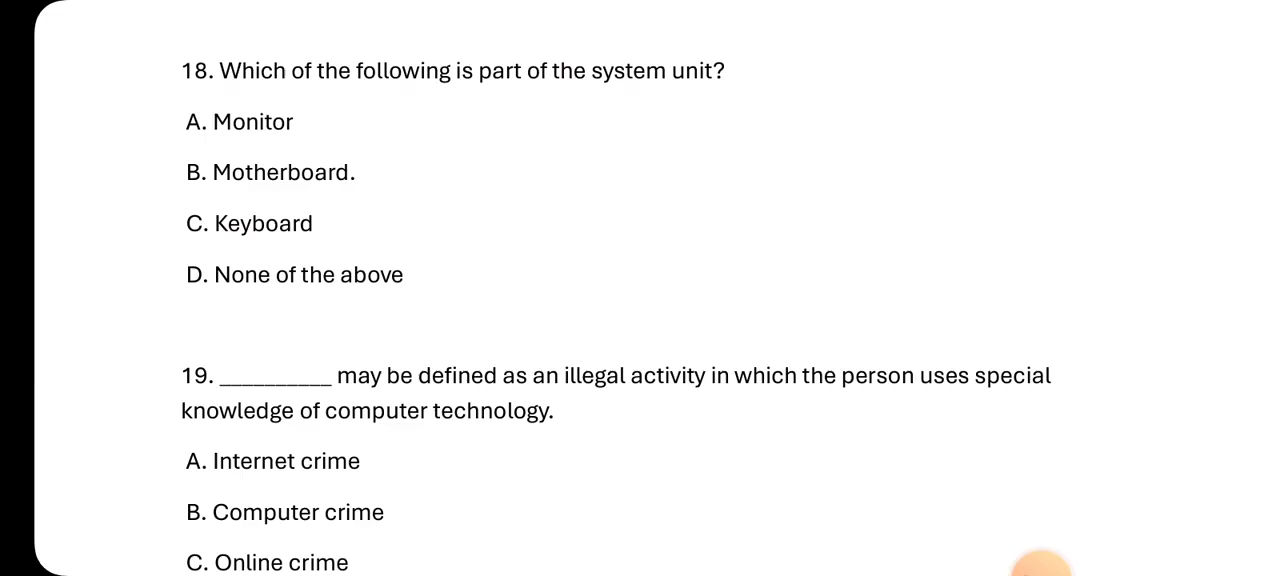 18. Which of the following is part of the system unit?
A. Monitor
B. Motherboard.
C. Keyboard
D. None of the above
19. __________ may be defined as an illegal activity in which the person uses special
knowledge of computer technology.
A. Internet crime
B. Computer crime
C. Online crime